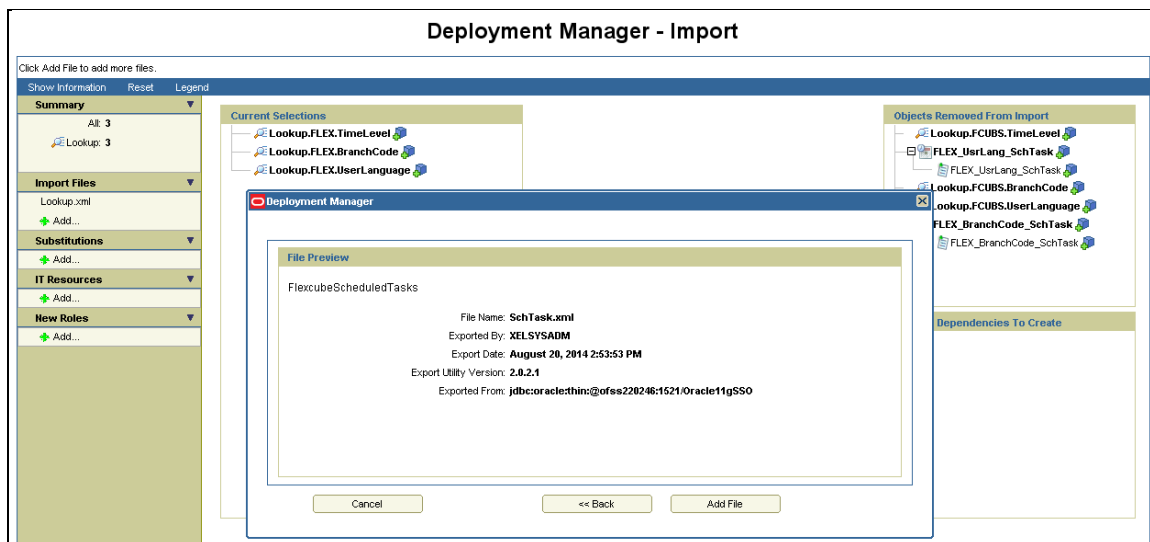 Deployment Manager - Import
Click Add File to add more files.
Show Information Reset Legend
Summary
All: 3
Lookup: 3
Import Files
Lookup.xml
Add...
Substitutions
Add...
IT Resources
Add...
New Roles
Add...
Current Selections
Lookup.FLEX.TimeLevel
Lookup.FLEX.BranchCode
Lookup.FLEX.UserLanguage
Objects Removed From Import
Lookup.FCUBS.TimeLevel
FLEX_UsrLang_SchTask
FLEX_UsrLang_SchTask
Lookup.FCUBS.BranchCode
ookup.FCUBS.UserLanguage
FLEX_BranchCode_SchTask
FLEX_BranchCode_SchTask
Dependencies To Create
Deployment Manager
File Preview
FlexcubeScheduledTasks
File Name: SchTask.xml
Exported By: XELSYSADM
Export Date: August 20, 2014 2:53:53 PM
Export Utility Version: 2.0.2.1
Exported From: jdbc:oracle:thin:@ofss220246:1521/Oracle11gSSO
Cancel << Back Add File